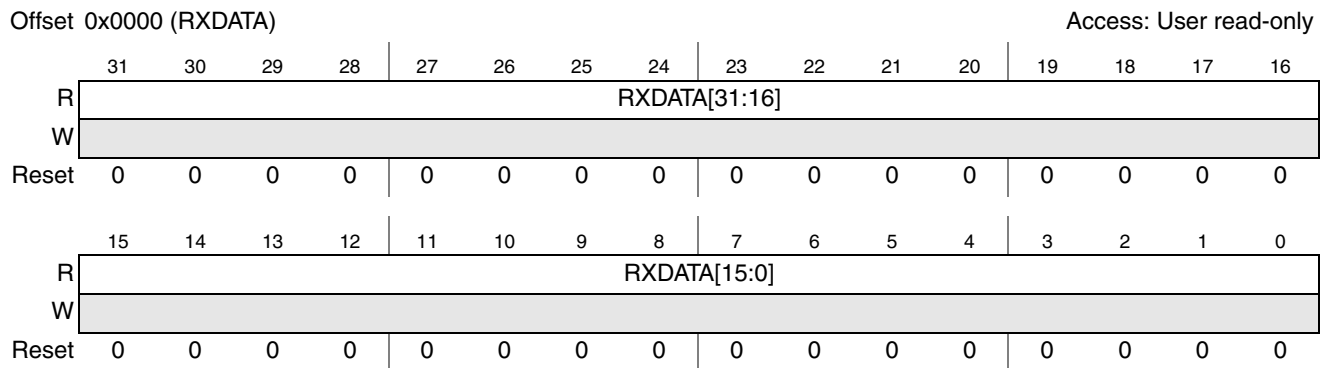 Offset 0x0000 (RXDATA) Access: User read-only
31 30 29 28 27 26 25 24 23 22 21 20 19 18 17 16
R RXDATA[31:16]
W
Reset 0 0 0 0 0 0 0 0 0 0 0 0 0 0 0 0
15 14 13 12 11 10 9 8 7 6 5 4 3 2 1 0
R RXDATA[15:0]
W
Reset 0 0 0 0 0 0 0 0 0 0 0 0 0 0 0 0